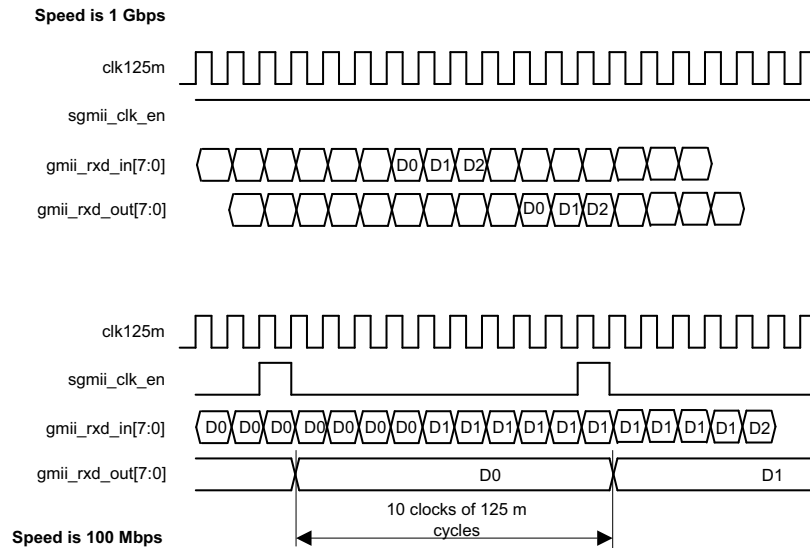 Speed is 1 Gbps
clk125m
sgmii_clk_en
gmii_rxd_in[7:0] D0 D1 D2
gmii_rxd_out[7:0] D0 D1 D2
clk125m
sgmii_clk_en
gmii_rxd_in[7:0] D0 D0 D0 D0 D0 D0 D0 D1 D1 D1 D1 D1 D1 D1 D1 D1 D1 D2
gmii_rxd_out[7:0] D0 D1
10 clocks of 125 m
cycles
Speed is 100 Mbps